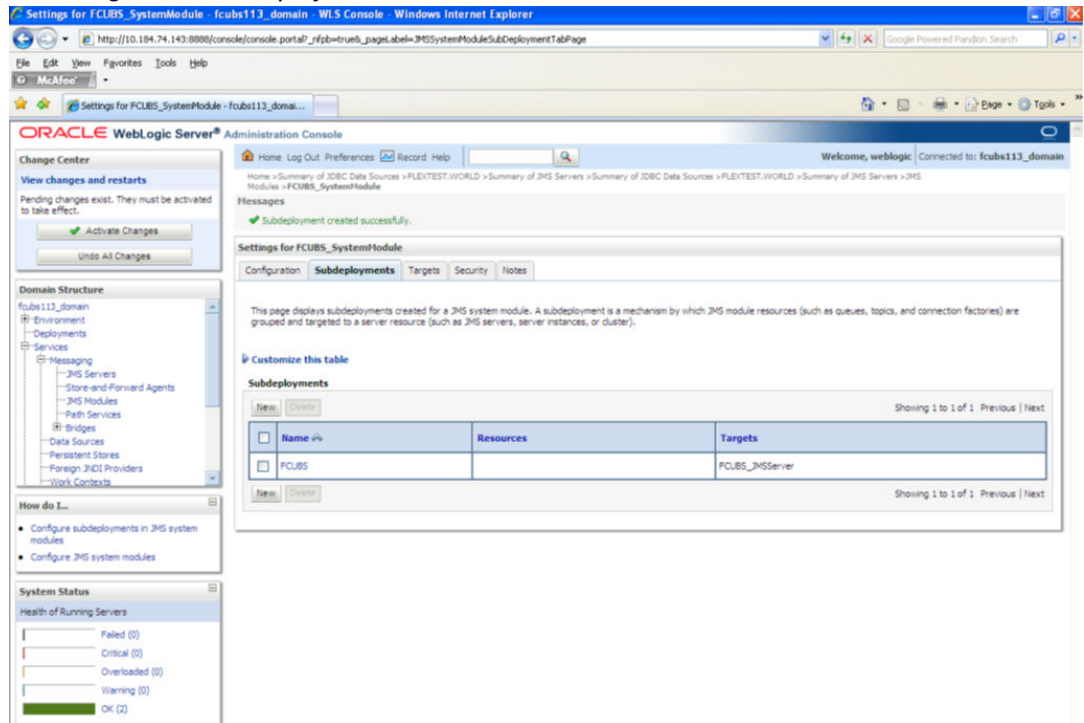 Settings for FCUBS_SystemModule - fcubs113_domain - WLS Console - Windows Internet Explorer
http://10.184.74.143:8888/console/console.portal?_nfpb=true&_pageLabel=JMSSystemModuleSubDeploymentTabPage
Google Powered Pandion Search
File Edit View Favorites Tools Help
McAfee
Settings for FCUBS_SystemModule - fcubs113_domai...
Page Tools
ORACLE WebLogic Server® Administration Console
Change Center
View changes and restarts
Pending changes exist. They must be activated
to take effect.
Activate Changes
Undo All Changes
Domain Structure
fcubs113_domain
Environment
Deployments
Services
Messaging
JMS Servers
Store-and-Forward Agents
JMS Modules
Path Services
Bridges
Data Sources
Persistent Stores
Foreign JNDI Providers
Work Contexts
How do I...
Configure subdeployments in JMS system
modules
Configure JMS system modules
System Status
Health of Running Servers
Failed (0)
Critical (0)
Overloaded (0)
Warning (0)
OK (2)
Home Log Out Preferences Record Help
Welcome, weblogic Connected to: fcubs113_domain
Home >Summary of JDBC Data Sources >FLEXTEST.WORLD >Summary of JMS Servers >Summary of JDBC Data Sources >FLEXTEST.WORLD >Summary of JMS Servers >JMS
Modules >FCUBS_SystemModule
Messages
Subdeployment created successfully.
Settings for FCUBS_SystemModule
Configuration Subdeployments Targets Security Notes
This page displays subdeployments created for a JMS system module. A subdeployment is a mechanism by which JMS module resources (such as queues, topics, and connection factories) are
grouped and targeted to a server resource (such as JMS servers, server instances, or cluster).
Customize this table
Subdeployments
New Delete Showing 1 to 1 of 1 Previous | Next
Name Resources Targets
FCUBS FCUBS_JMSServer
New Delete Showing 1 to 1 of 1 Previous | Next